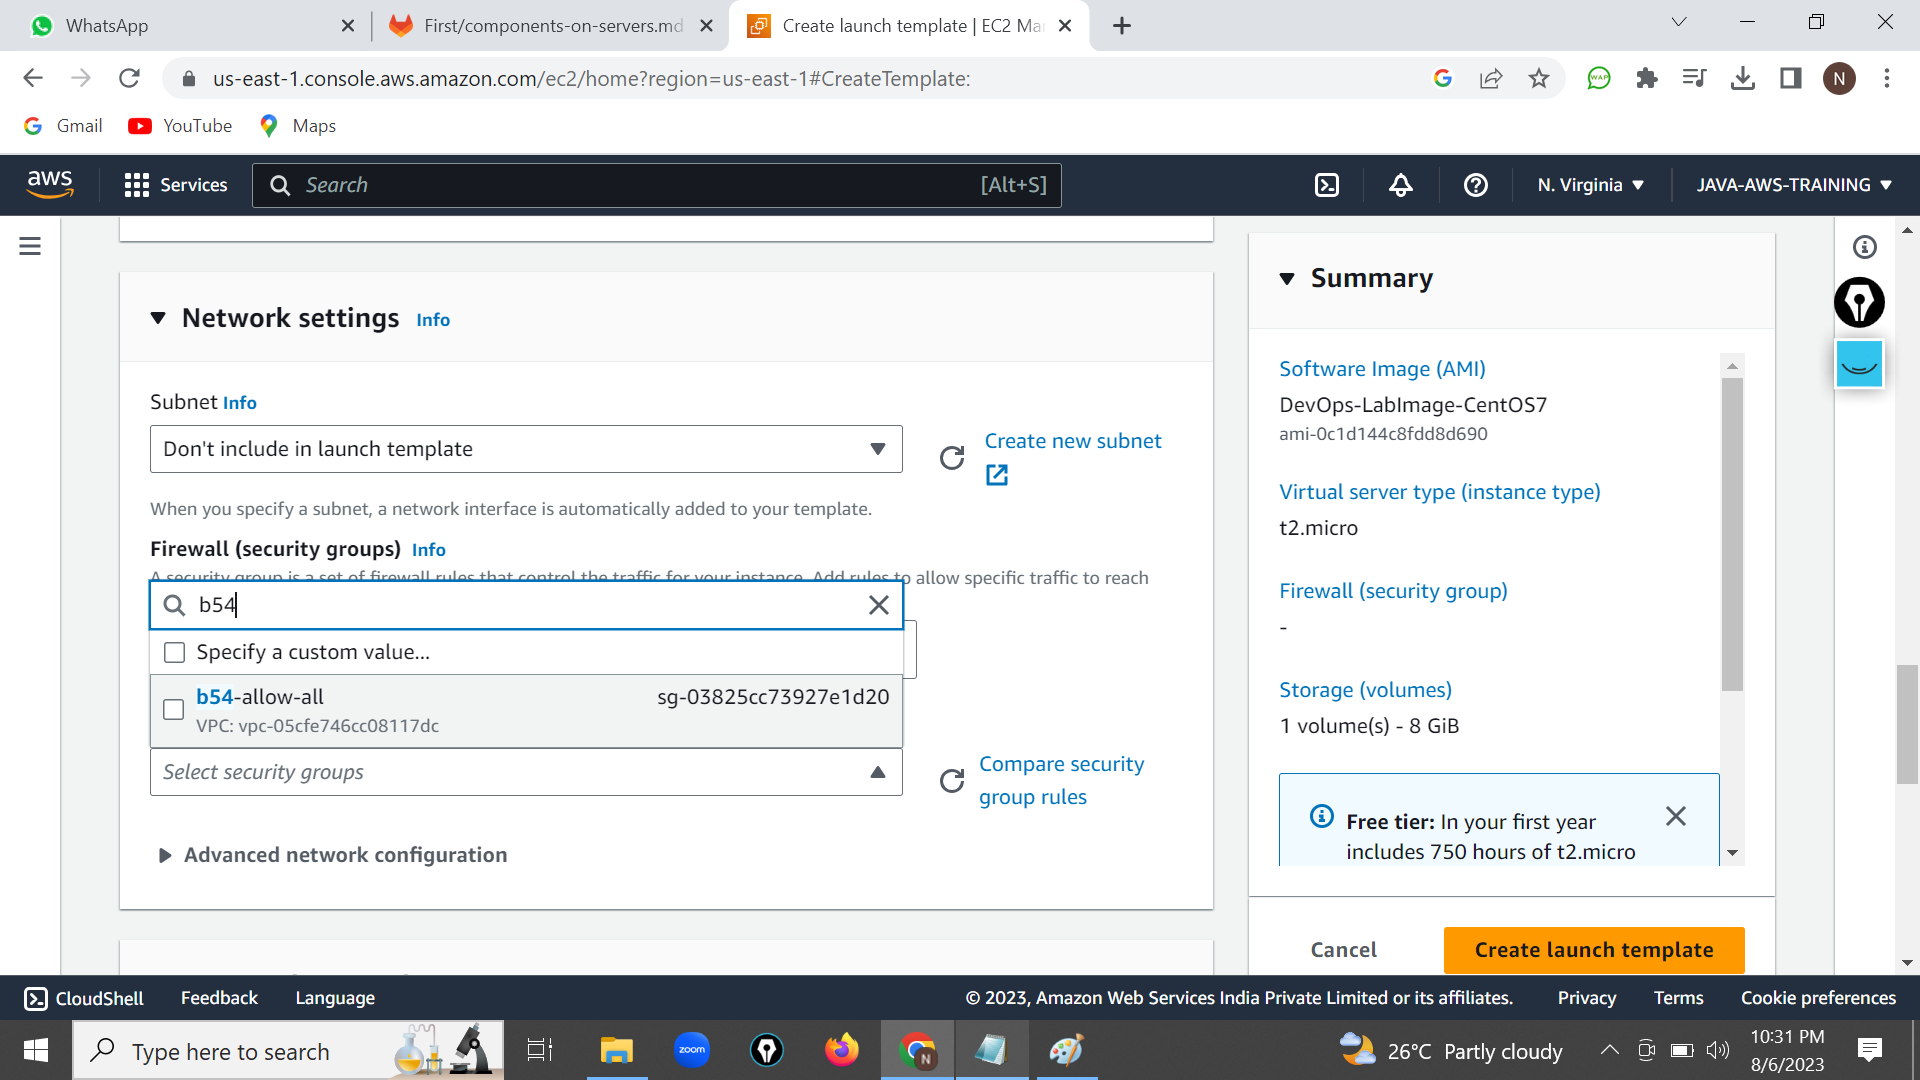 WhatsApp
First/components-on-servers.md
Create launch template | EC2 Ma
us-east-1.console.aws.amazon.com/ec2/home?region=us-east-1#CreateTemplate:
WAP
N
Gmail
YouTube
Maps
aws
Services
Search
[Alt+S]
N. Virginia
JAVA-AWS-TRAINING
Network settings Info
Subnet Info
Don't include in launch template
Create new subnet
When you specify a subnet, a network interface is automatically added to your template.
Firewall (security groups) Info
A security group is a set of firewall rules that control the traffic for your instance. Add rules to allow specific traffic to reach
b54
Specify a custom value...
b54-allow-all sg-03825cc73927e1d20
VPC: vpc-05cfe746cc08117dc
Select security groups
Compare security
group rules
Advanced network configuration
Summary
Software Image (AMI)
DevOps-LabImage-CentOS7
ami-0c1d144c8fdd8d690
Virtual server type (instance type)
t2.micro
Firewall (security group)
-
Storage (volumes)
1 volume(s) - 8 GiB
Free tier: In your first year
includes 750 hours of t2.micro
Cancel
Create launch template
CloudShell
Feedback
Language
© 2023, Amazon Web Services India Private Limited or its affiliates.
Privacy
Terms
Cookie preferences
Type here to search
zoom
N
26°C Partly cloudy
10:31 PM
8/6/2023